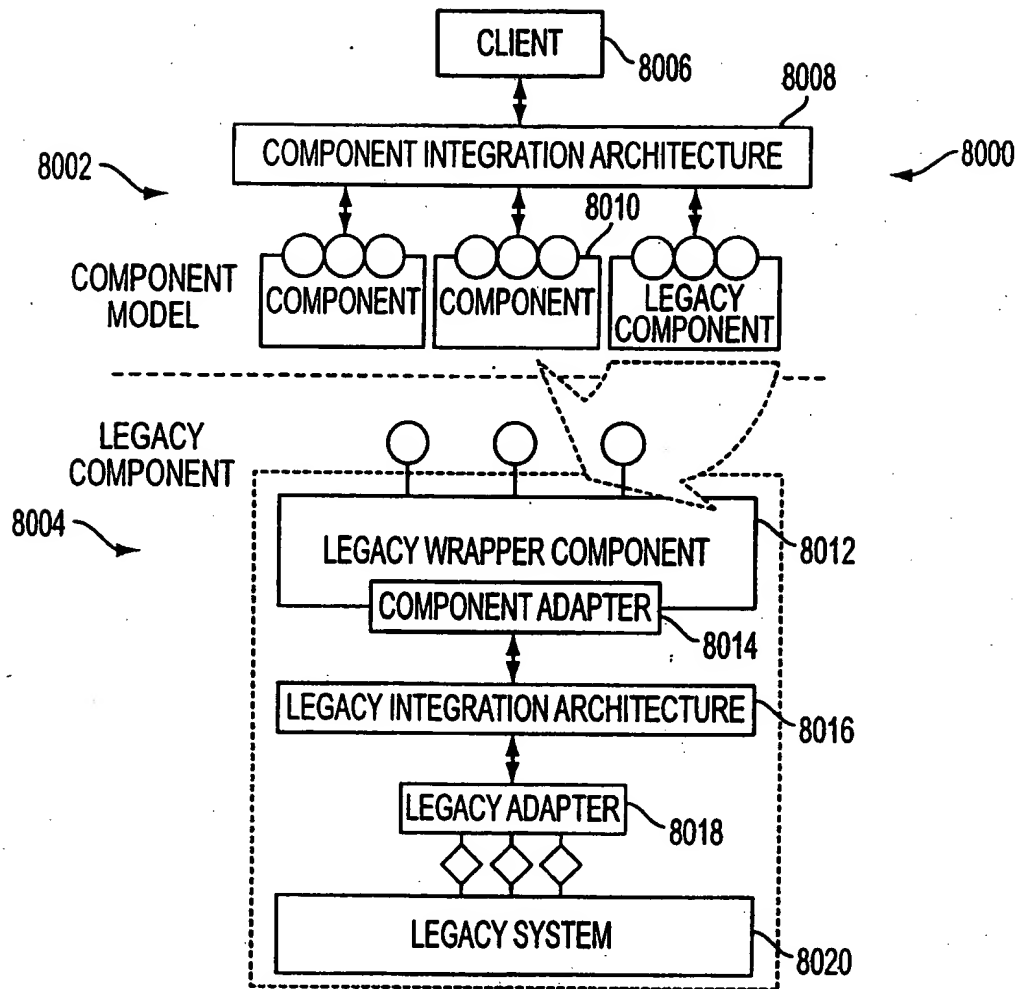 CLIENT
8006
8008
COMPONENT INTEGRATION ARCHITECTURE
8000
8002
8010
COMPONENT
MODEL
COMPONENT
COMPONENT
LEGACY
COMPONENT
LEGACY
COMPONENT
8004
LEGACY WRAPPER COMPONENT
8012
COMPONENT ADAPTER
8014
LEGACY INTEGRATION ARCHITECTURE
8016
LEGACY ADAPTER
8018
LEGACY SYSTEM
8020